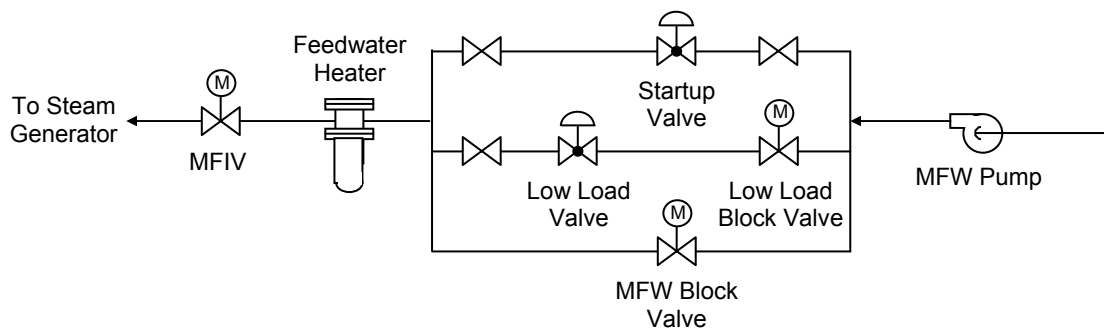 Feedwater
Heater
M
To Steam
Generator
MFIV
Startup
Valve
M
MFW Pump
Low Load
Valve
Low Load
Block Valve
M
MFW Block
Valve